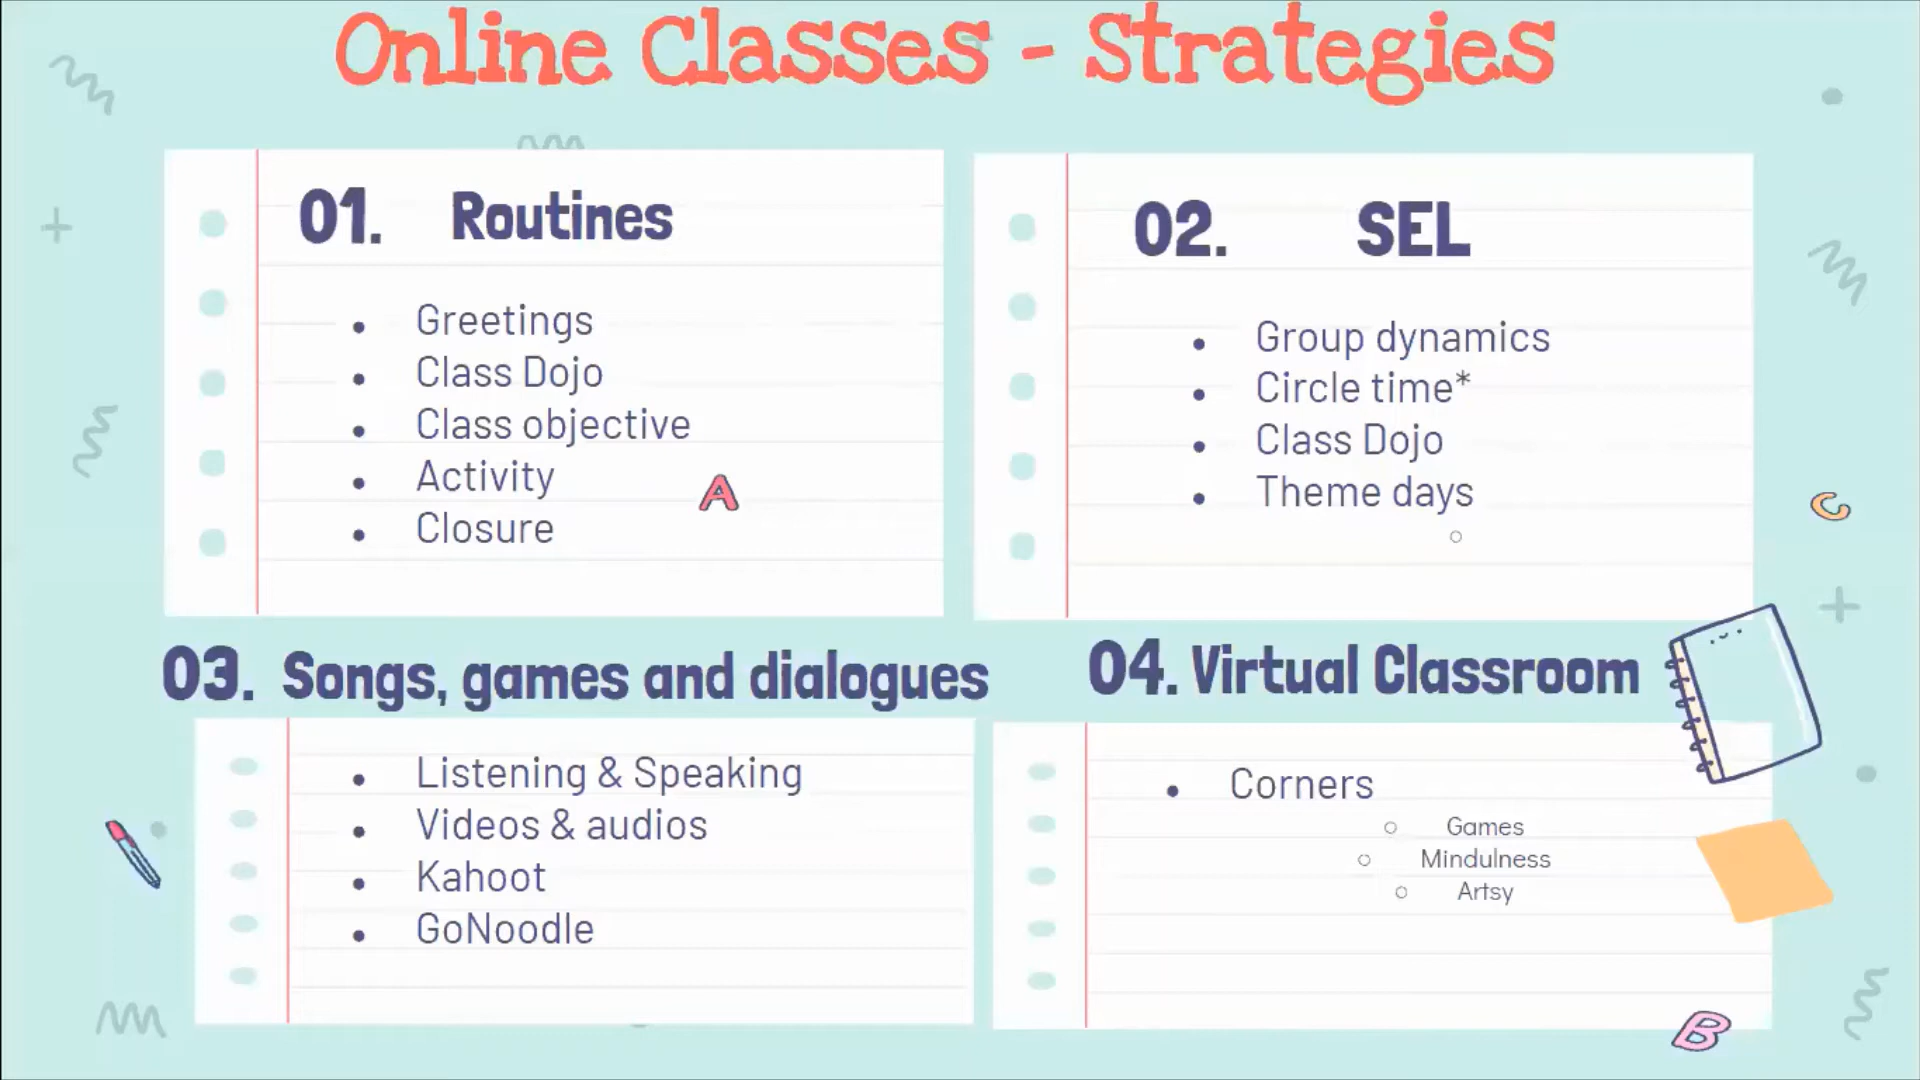 Online Classes - Strategies
01. Routines
• Greetings
• Class Dojo
• Class objective
• Activity
• Closure
A
02. SEL
• Group dynamics
• Circle time*
• Class Dojo
• Theme days
○
C
03. Songs, games and dialogues
• Listening & Speaking
• Videos & audios
• Kahoot
• GoNoodle
04. Virtual Classroom
• Corners
○ Games
○ Mindulness
○ Artsy
B